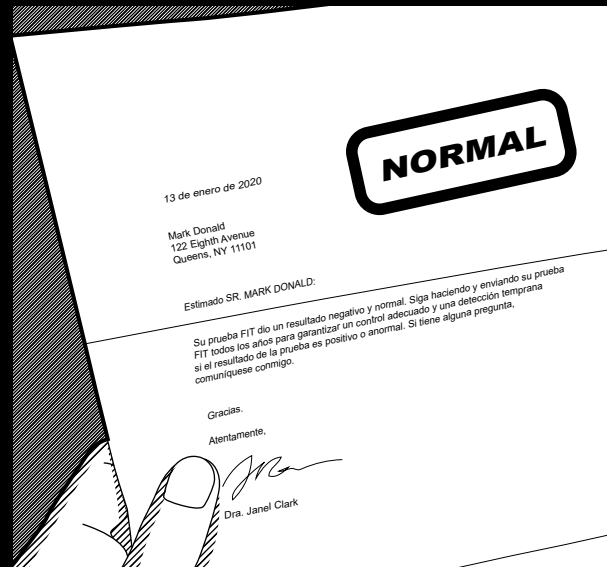 NORMAL
13 de enero de 2020
Mark Donald
122 Eighth Avenue
Queens, NY 11101
Estimado SR. MARK DONALD:
Su prueba FIT dio un resultado negativo y normal. Siga haciendo y enviando su prueba
FIT todos los años para garantizar un control adecuado y una detección temprana
si el resultado de la prueba es positivo o anormal. Si tiene alguna pregunta,
comuníquese conmigo.
Gracias.
Atentamente,
Dra. Janel Clark